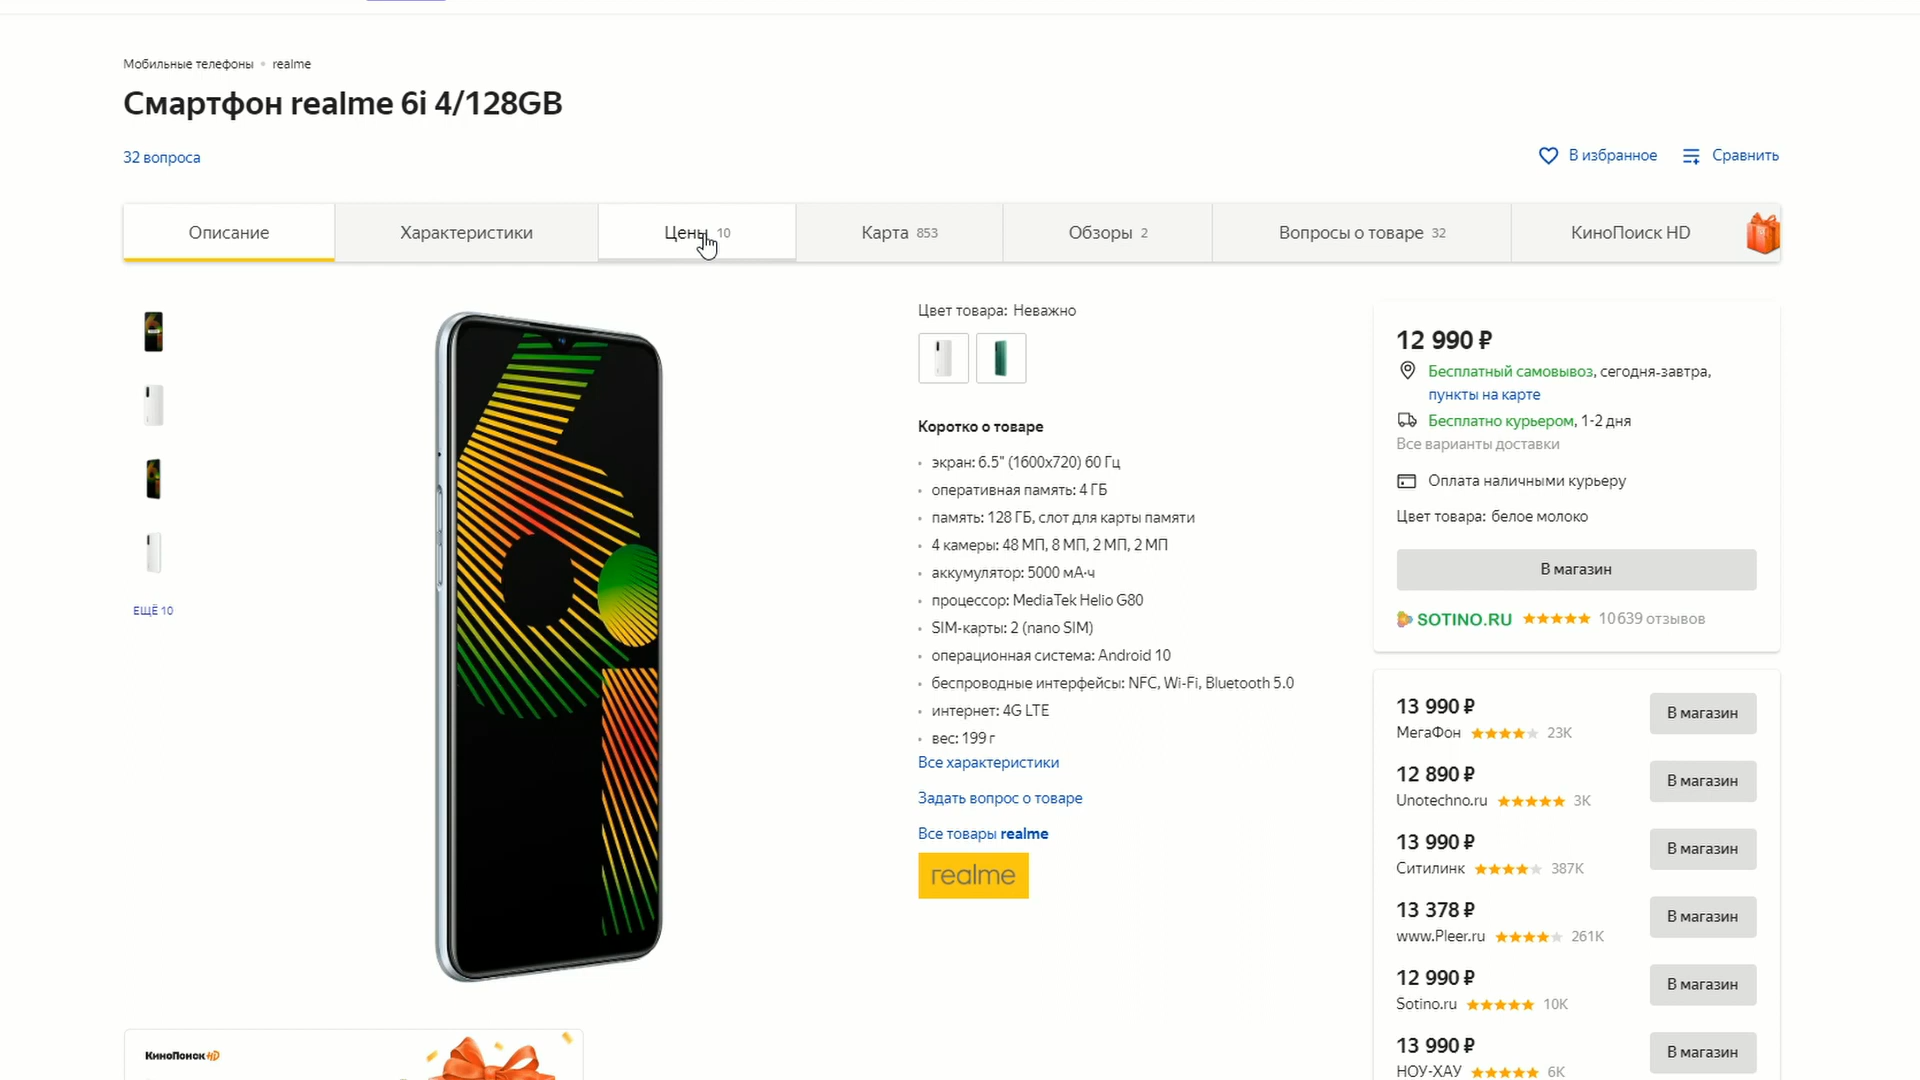 Мобильные телефоны • realme
Смартфон realme 6i 4/128GB
32 вопроса
В избранное
Сравнить
Описание
Характеристики
Цены 10
Карта 853
Обзоры 2
Вопросы о товаре 32
КиноПоиск HD
ЕЩЁ 10
Цвет товара: Неважно
Коротко о товаре
• экран: 6.5" (1600x720) 60 Гц
• оперативная память: 4 ГБ
• память: 128 ГБ, слот для карты памяти
• 4 камеры: 48 МП, 8 МП, 2 МП, 2 МП
• аккумулятор: 5000 мА·ч
• процессор: MediaTek Helio G80
• SIM-карты: 2 (nano SIM)
• операционная система: Android 10
• беспроводные интерфейсы: NFC, Wi-Fi, Bluetooth 5.0
• интернет: 4G LTE
• вес: 199 г
Все характеристики
Задать вопрос о товаре
Все товары realme
realme
12 990 ₽
Бесплатный самовывоз, сегодня-завтра,
пункты на карте
Бесплатно курьером, 1-2 дня
Все варианты доставки
Оплата наличными курьеру
Цвет товара: белое молоко
В магазин
SOTINO.RU 10 639 отзывов
13 990 ₽
МегаФон 23K
В магазин
12 890 ₽
Unotechno.ru 3K
В магазин
13 990 ₽
Ситилинк 387K
В магазин
13 378 ₽
www.Pleer.ru 261K
В магазин
12 990 ₽
Sotino.ru 10K
В магазин
13 990 ₽
НОУ-ХАУ 6K
В магазин
КиноПоиск HD